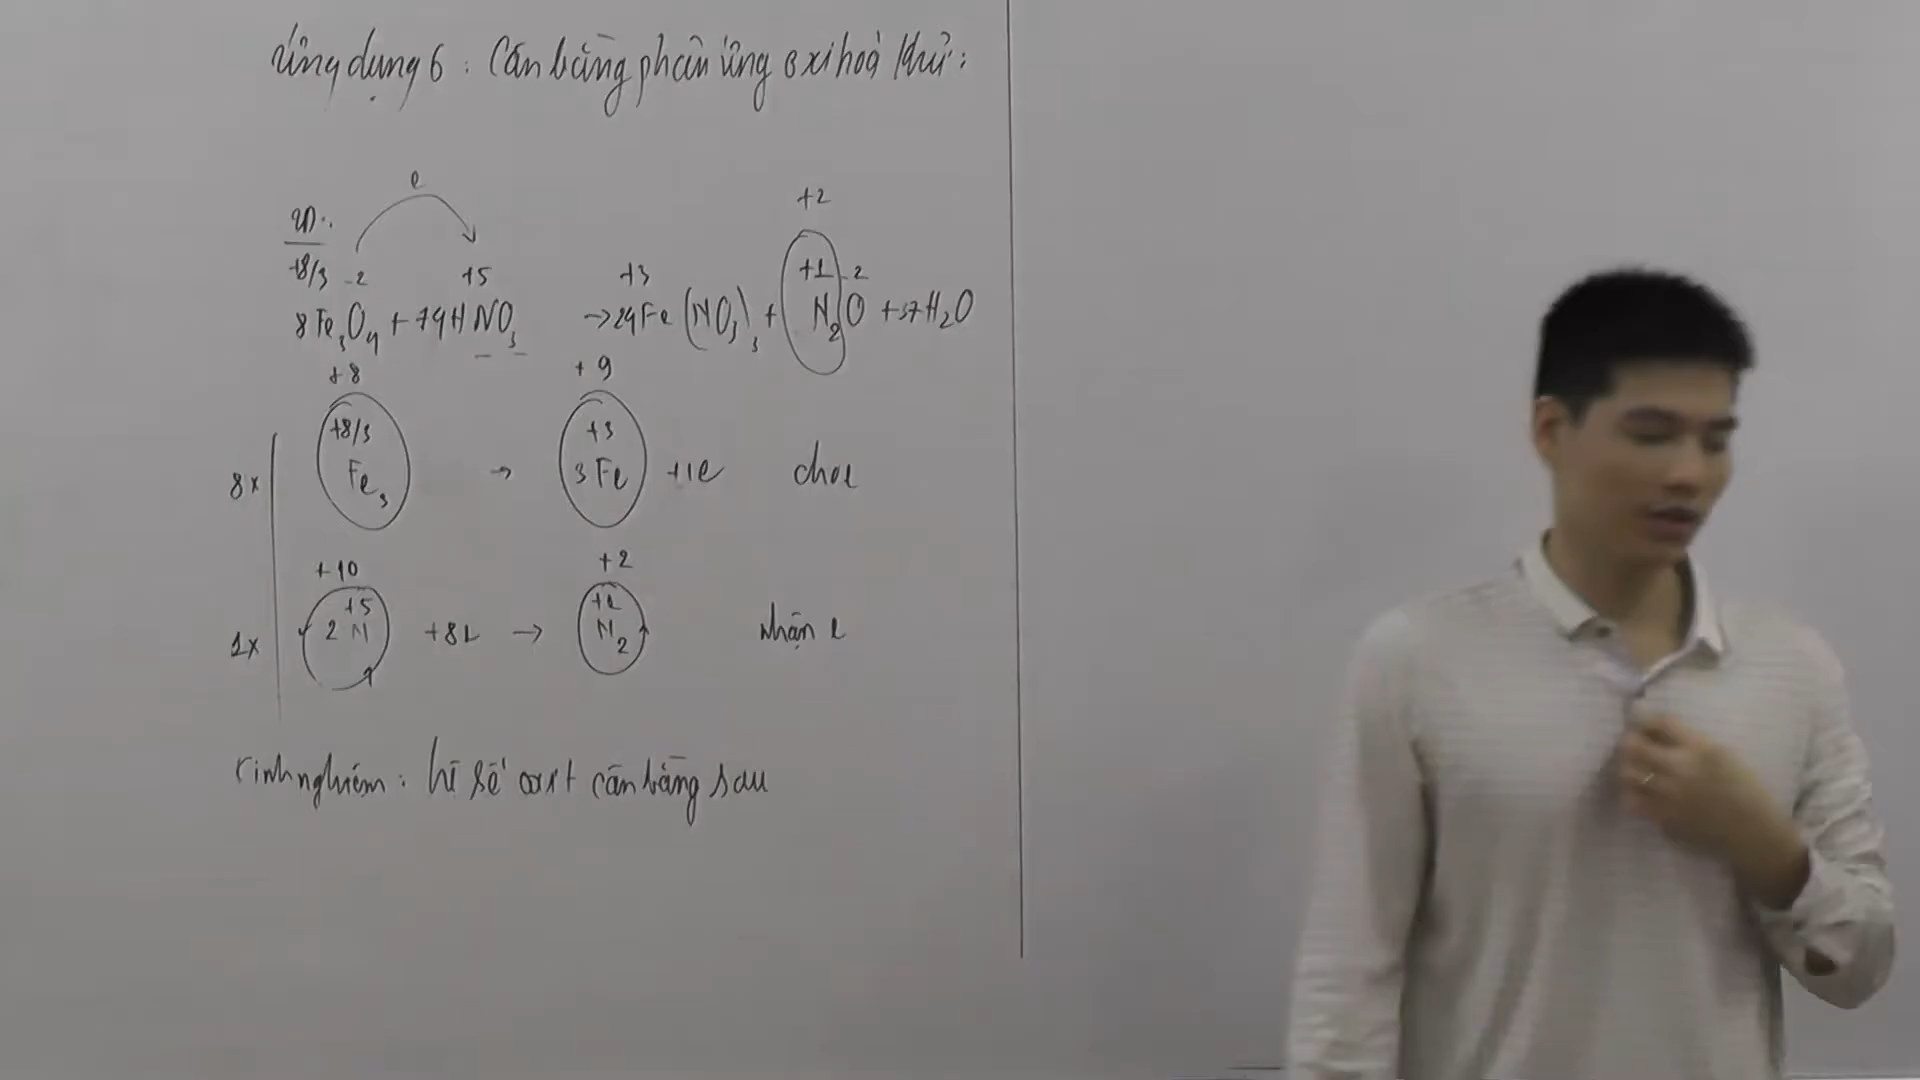 Ứng dụng 6 : Cân bằng phản ứng oxi hoá khử :
e
+2
VD:
+8/3 -2 +5 +3 +1 -2
8Fe₃O₄ + 74HNO₃ → 24Fe(NO₃)₃ + N₂O + 37H₂O
+8 +9
+8/3 +3
8x Fe₃ → 3Fe +1e cho e
+10 +2
+5 +1
1x 2N +8e → N₂ nhận e
Kinh nghiệm : hệ số axit cân bằng sau